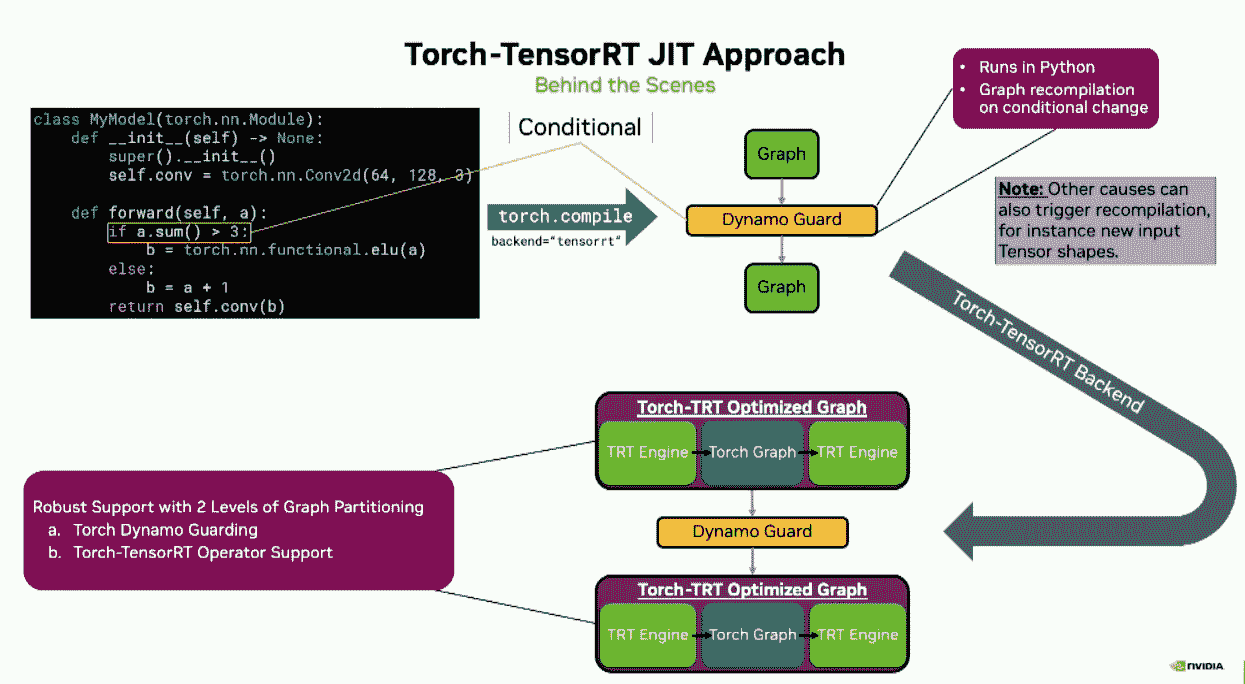 Torch-TensorRT JIT Approach
Behind the Scenes
class MyModel(torch.nn.Module):
    def __init__(self) -> None:
        super().__init__()
        self.conv = torch.nn.Conv2d(64, 128, 3)
    def forward(self, a):
        if a.sum() > 3:
            b = torch.nn.functional.elu(a)
        else:
            b = a + 1
        return self.conv(b)
Conditional
torch.compile
backend="tensorrt"
Graph
Dynamo Guard
Graph
• Runs in Python
• Graph recompilation
on conditional change
Note: Other causes can
also trigger recompilation,
for instance new input
Tensor shapes.
Torch-TensorRT Backend
Torch-TRT Optimized Graph
TRT Engine
Torch Graph
TRT Engine
Dynamo Guard
Torch-TRT Optimized Graph
TRT Engine
Torch Graph
TRT Engine
Robust Support with 2 Levels of Graph Partitioning
a. Torch Dynamo Guarding
b. Torch-TensorRT Operator Support
NVIDIA